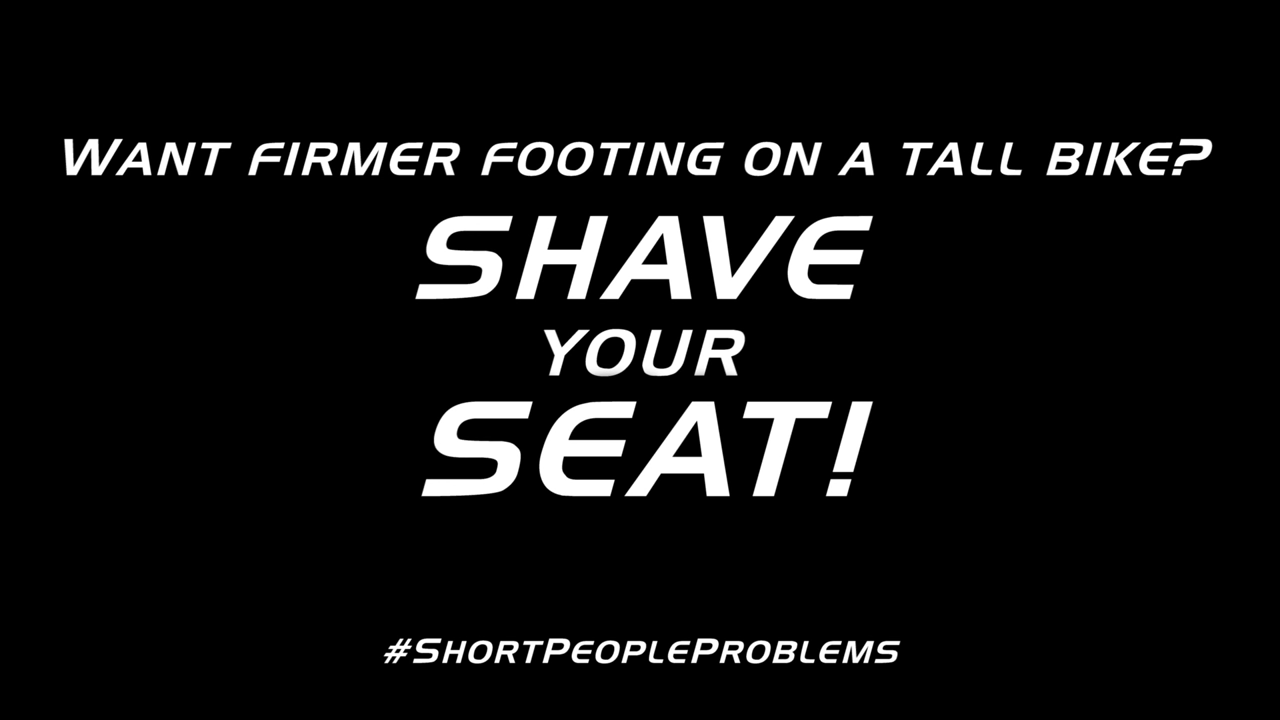 Want firmer footing on a tall bike?
Shave
your
Seat!
#ShortPeopleProblems